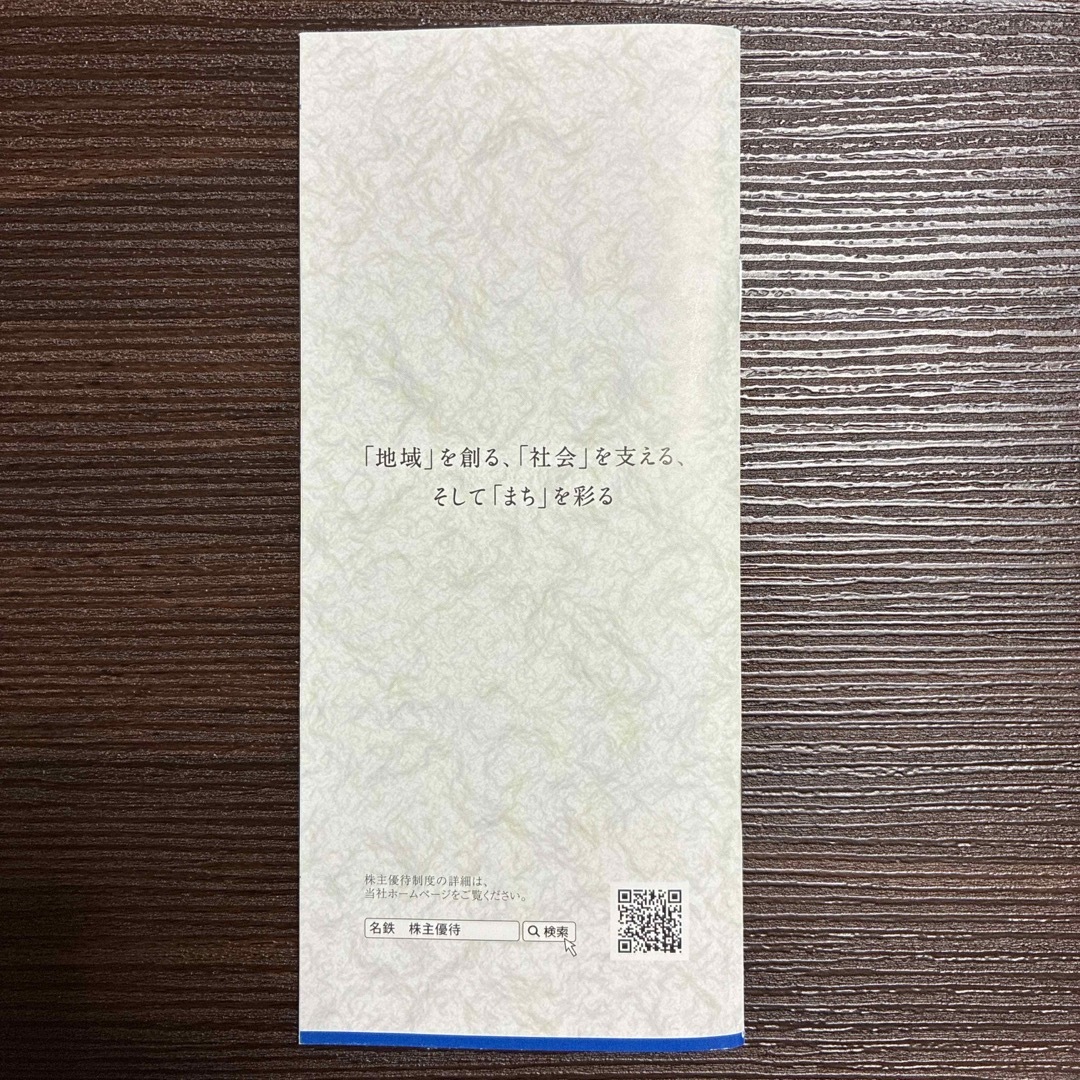 「地域」を創る、「社会」を支える、
そして「まち」を彩る
株主優待制度の詳細は、
当社ホームページをご覧ください。
名鉄　株主優待
検索